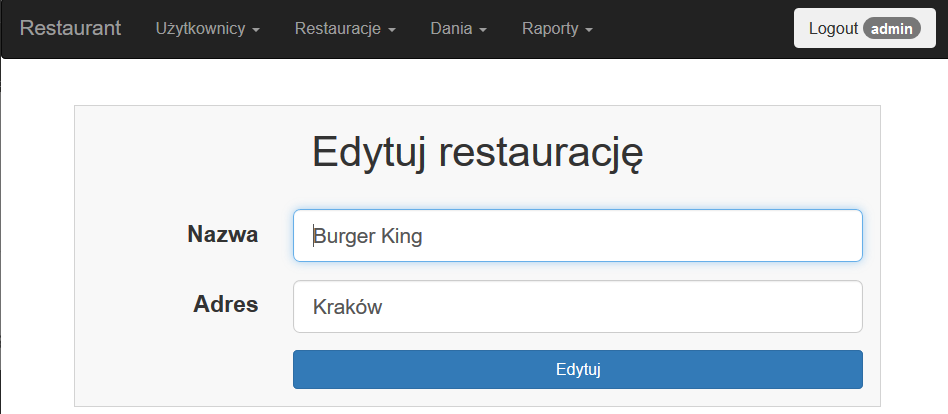 Restaurant Użytkownicy Restauracje Dania Raporty Logout admin
Edytuj restaurację
Nazwa Burger King
Adres Kraków
Edytuj